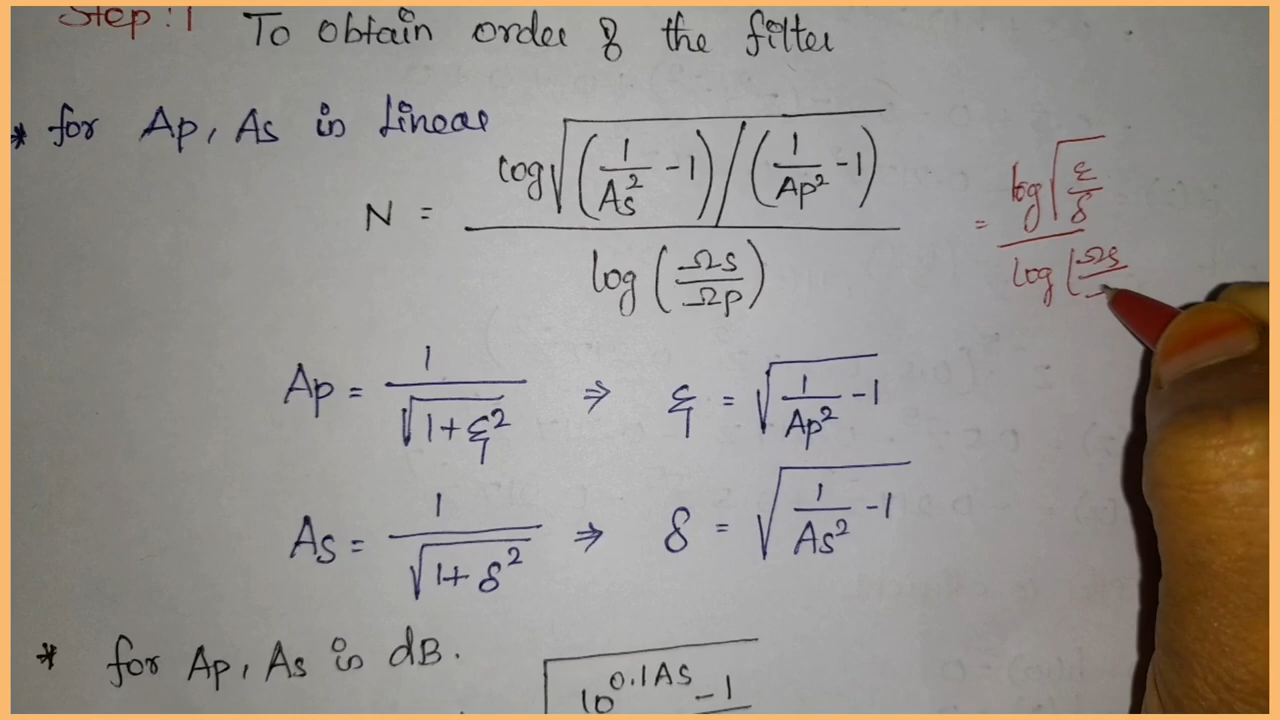 Step : 1 To obtain order of the filter
* for Ap, As in Linear
N = log√((1/As² - 1)/(1/Ap² - 1)) / log(Ωs/Ωp) = log√(ε/δ) / log(Ωs/
Ap = 1/√(1+ε²) ⇒ ε = √(1/Ap² - 1)
As = 1/√(1+δ²) ⇒ δ = √(1/As² - 1)
* for Ap, As in dB.
√(10^0.1As - 1